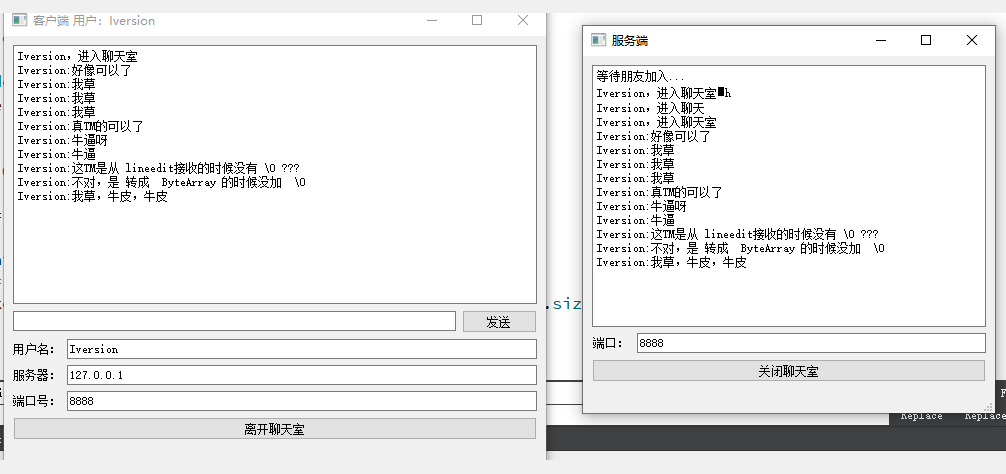 客户端 用户：Iversion
Iversion，进入聊天室
Iversion:好像可以了
Iversion:我草
Iversion:我草
Iversion:我草
Iversion:真TM的可以了
Iversion:牛逼呀
Iversion:牛逼
Iversion:这TM是从 lineedit接收的时候没有 \0 ???
Iversion:不对，是 转成  ByteArray 的时候没加  \0
Iversion:我草，牛皮，牛皮
发送
用户名： Iversion
服务器： 127.0.0.1
端口号： 8888
离开聊天室
服务端
等待朋友加入...
Iversion，进入聊天室■h
Iversion，进入聊天
Iversion，进入聊天室
Iversion:好像可以了
Iversion:我草
Iversion:我草
Iversion:我草
Iversion:真TM的可以了
Iversion:牛逼呀
Iversion:牛逼
Iversion:这TM是从 lineedit接收的时候没有 \0 ???
Iversion:不对，是 转成  ByteArray 的时候没加  \0
Iversion:我草，牛皮，牛皮
端口： 8888
关闭聊天室
.siz
Replace
Replace